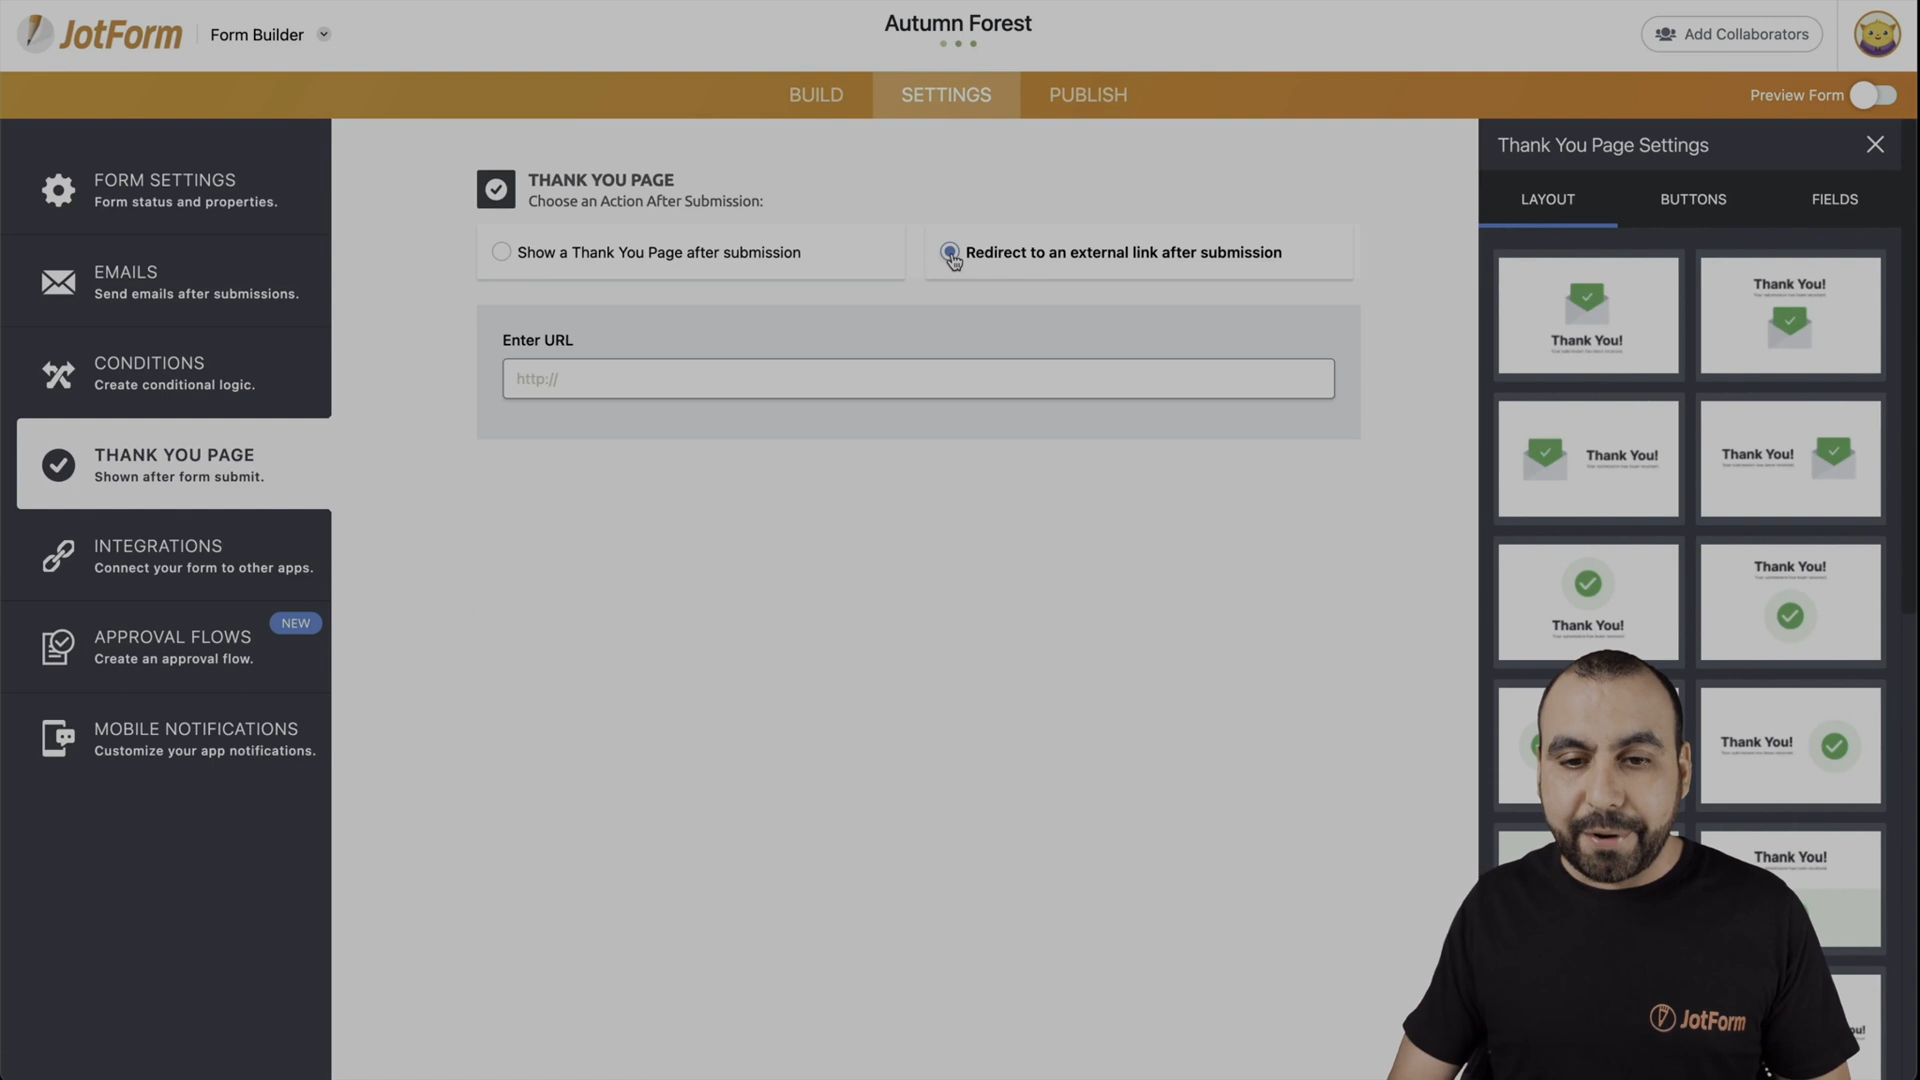 JotForm
Form Builder
Autumn Forest
Add Collaborators
BUILD
SETTINGS
PUBLISH
Preview Form
FORM SETTINGS
Form status and properties.
EMAILS
Send emails after submissions.
CONDITIONS
Create conditional logic.
THANK YOU PAGE
Shown after form submit.
INTEGRATIONS
Connect your form to other apps.
NEW
APPROVAL FLOWS
Create an approval flow.
MOBILE NOTIFICATIONS
Customize your app notifications.
THANK YOU PAGE
Choose an Action After Submission:
Show a Thank You Page after submission
Redirect to an external link after submission
Enter URL
http://
Thank You Page Settings
LAYOUT
BUTTONS
FIELDS
Thank You!
Thank You!
Thank You!
Thank You!
Thank You!
Thank You!
Thank You!
Thank You!
JotForm